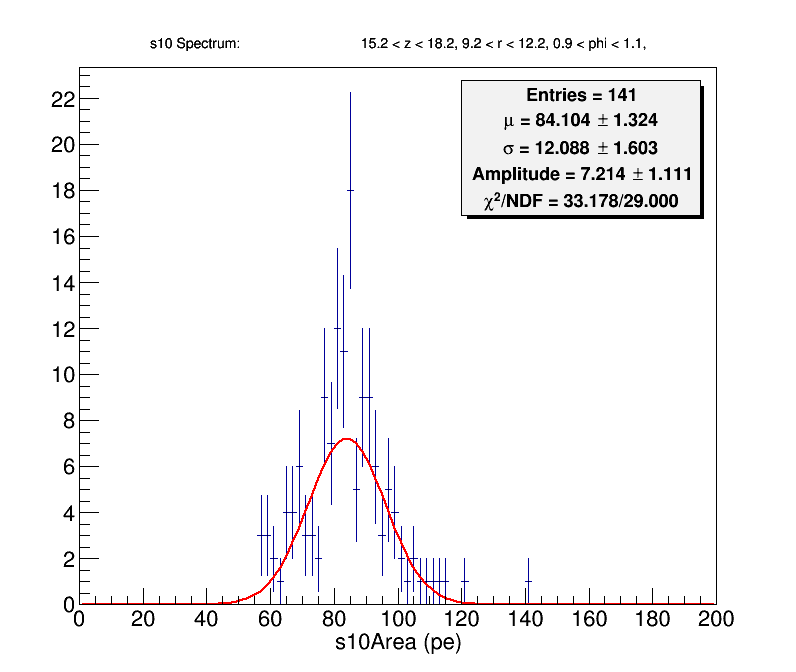 s10 Spectrum: 15.2 < z < 18.2, 9.2 < r < 12.2, 0.9 < phi < 1.1,
Entries = 141
μ = 84.104 ± 1.324
σ = 12.088 ± 1.603
Amplitude = 7.214 ± 1.111
χ²/NDF = 33.178/29.000
22
20
18
16
14
12
10
8
6
4
2
0
0 20 40 60 80 100 120 140 160 180 200
s10Area (pe)